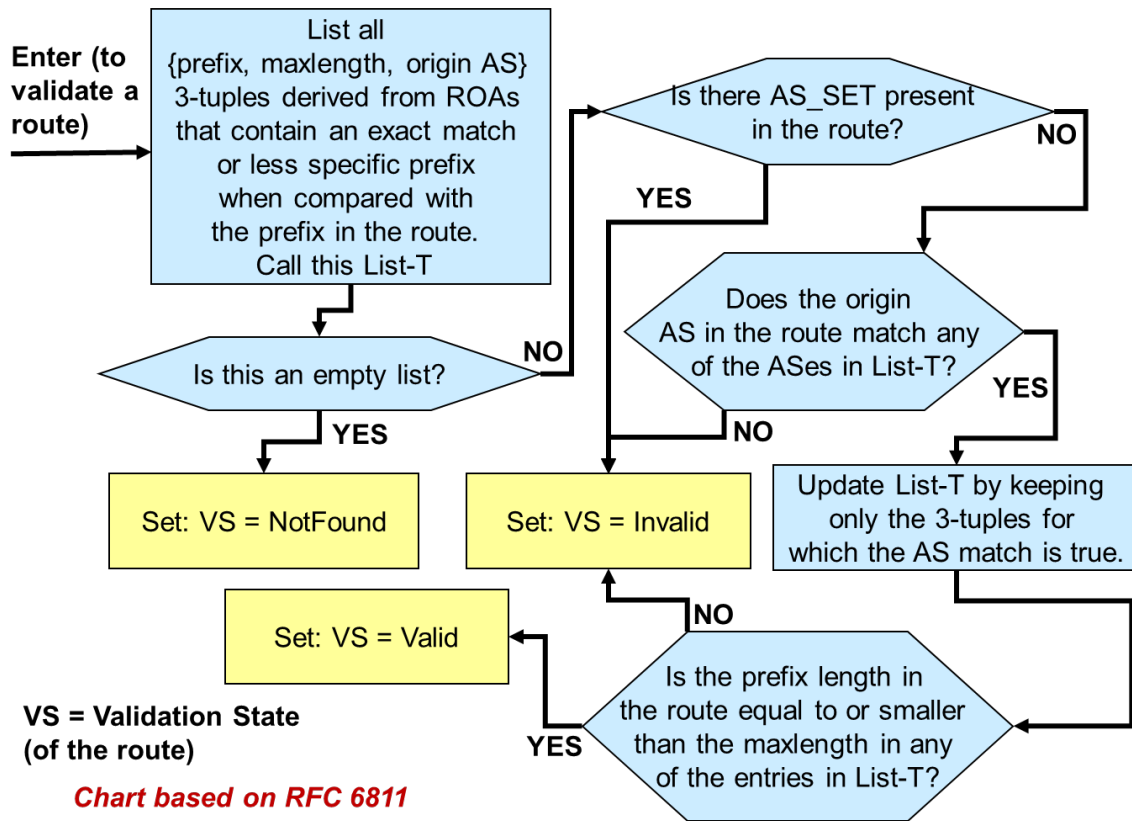 Enter (to
validate a
route)
List all
{prefix, maxlength, origin AS}
3-tuples derived from ROAs
that contain an exact match
or less specific prefix
when compared with
the prefix in the route.
Call this List-T
Is this an empty list?
NO
YES
Set: VS = NotFound
Is there AS_SET present
in the route?
NO
YES
Does the origin
AS in the route match any
of the ASes in List-T?
YES
NO
Set: VS = Invalid
Update List-T by keeping
only the 3-tuples for
which the AS match is true.
Is the prefix length in
the route equal to or smaller
than the maxlength in any
of the entries in List-T?
NO
YES
Set: VS = Valid
VS = Validation State
(of the route)
Chart based on RFC 6811